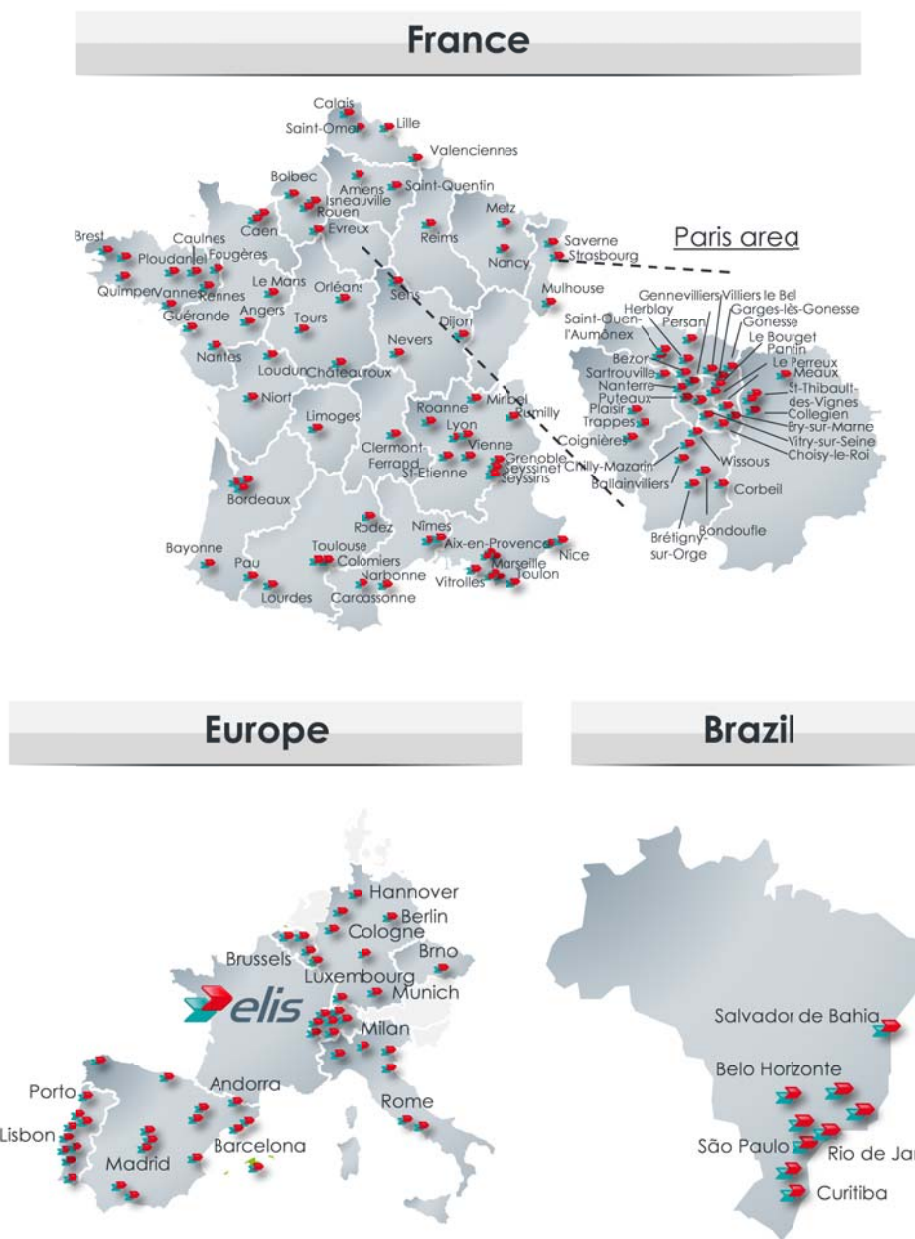 France
Calais
Saint-Omer
Lille
Valenciennes
Bolbec
Amens
Saint-Quentin
Isneauville
Rouen
Caen
Evreux
Reims
Metz
Nancy
Saverne
Strasbourg
Mulhouse
Brest
Ploudaniel
Caulnes
Fougères
Quimper
Vannes
Rennes
Guérande
Le Mans
Angers
Nantes
Orléans
Tours
Loudun
Châteauroux
Sens
Nevers
Dijon
Niort
Limoges
Roanne
Mirbel
Rumilly
Lyon
Vienne
Clermont-
Ferrand
St-Etienne
Grenoble
Seyssinet
Seyssins
Bordeaux
Rodez
Nîmes
Aix-en-Provence
Marseille
Nice
Vitrolles
Toulon
Bayonne
Pau
Lourdes
Toulouse
Colomiers
Narbonne
Carcassonne
Paris area
Gennevilliers
Villiers le Bel
Herblay
Garges-lès-Gonesse
Saint-Ouen-
l'Aumônex
Persan
Gonesse
Le Bouget
Pantin
Bezon
Le Perreux
Sartrouville
Meaux
Nanterre
St-Thibault-
des-Vignes
Puteaux
Plaisir
Collegien
Trappes
Bry-sur-Marne
Vitry-sur-Seine
Coignières
Choisy-le-Roi
Chilly-Mazarin
Wissous
Ballainvilliers
Corbeil
Bondoufle
Brétigny-
sur-Orge
Europe
Hannover
Berlin
Cologne
Brussels
Brno
Luxembourg
Munich
elis
Milan
Andorra
Porto
Rome
Lisbon
Barcelona
Madrid
Brazil
Salvador de Bahia
Belo Horizonte
São Paulo
Rio de Jar
Curitiba